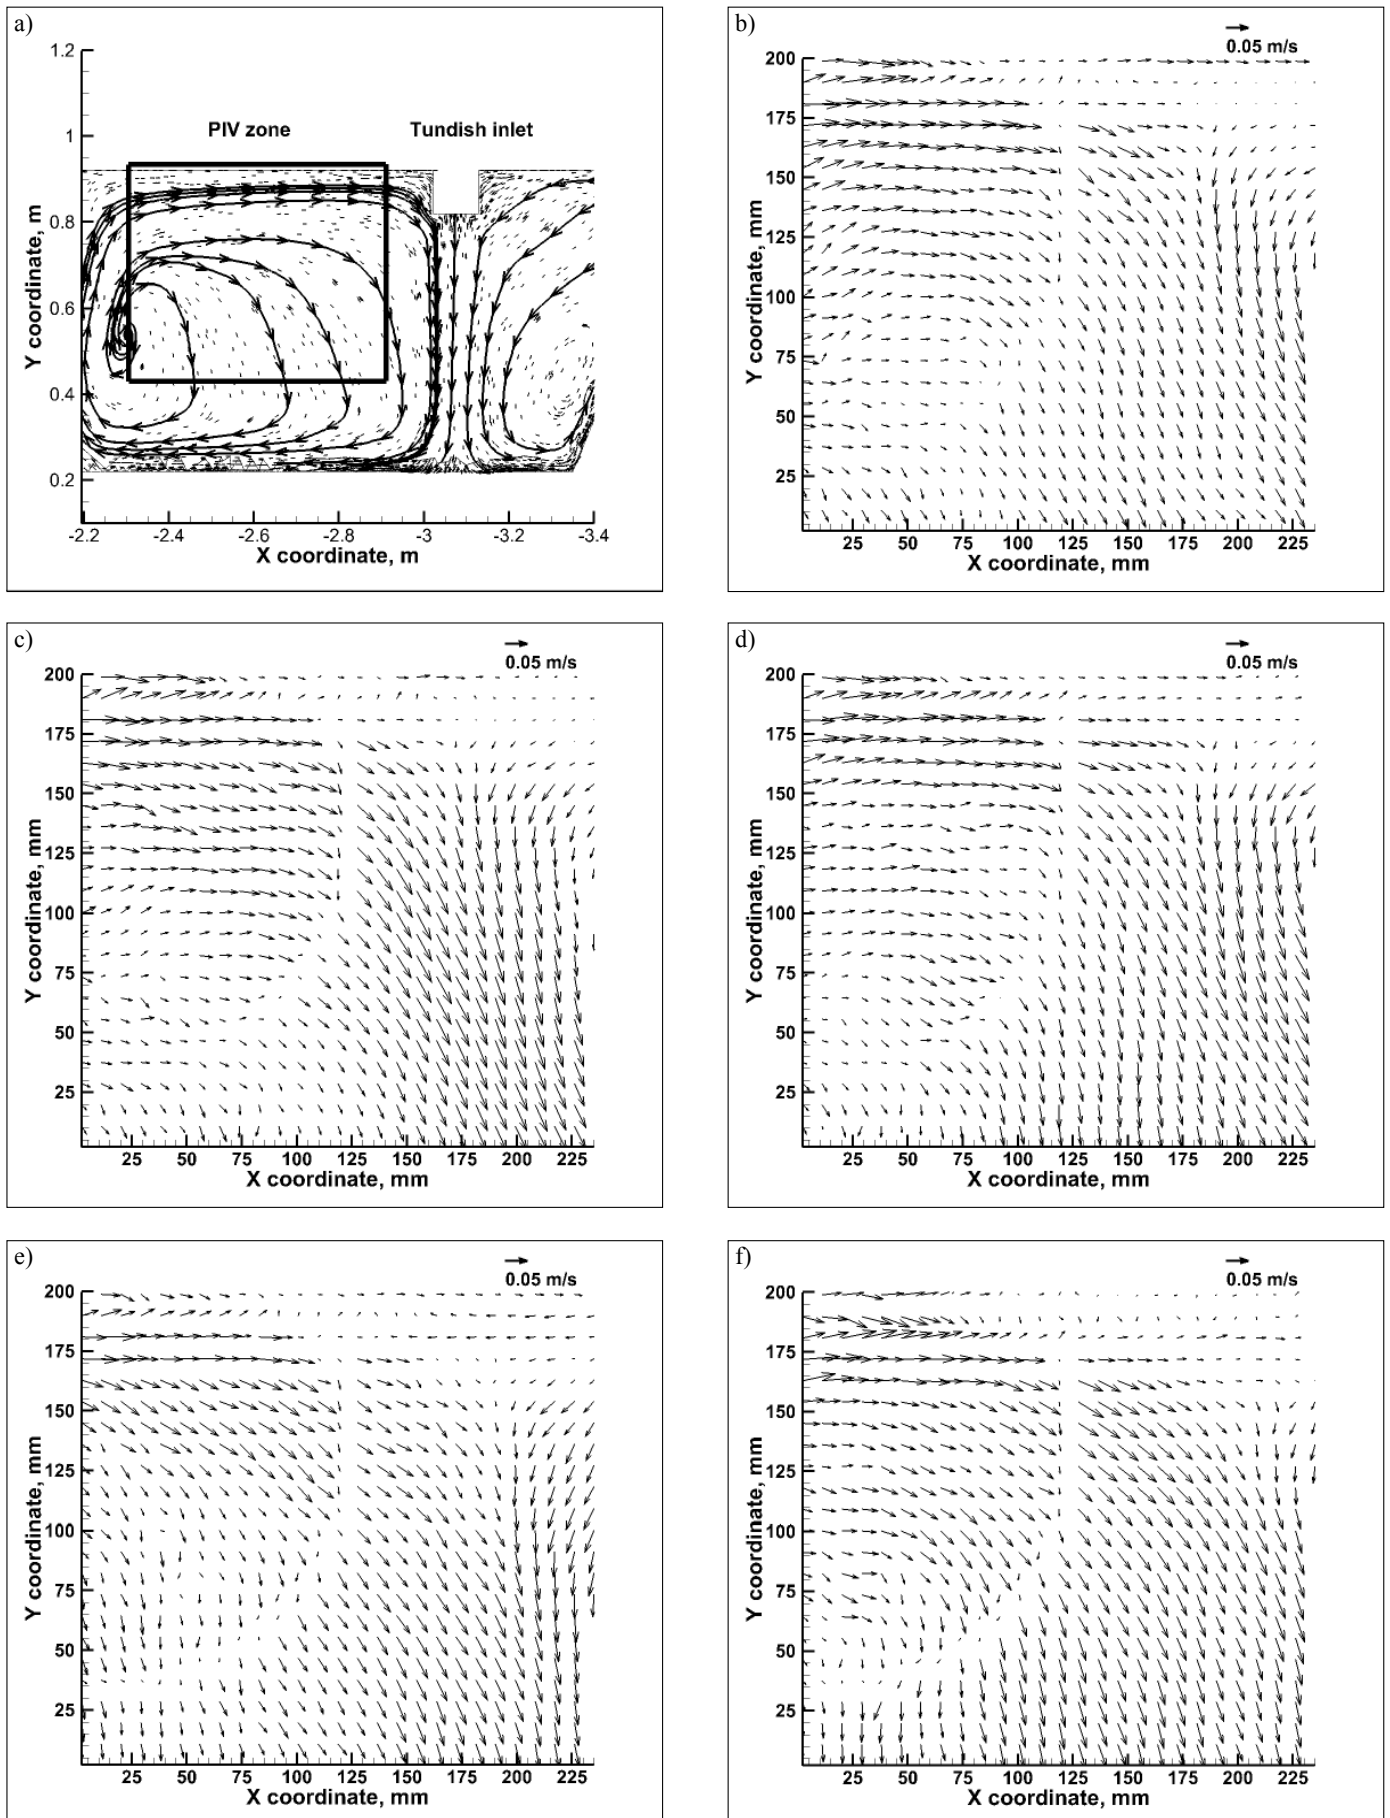 a)
1.2
1
0.8
0.6
0.4
0.2
Y coordinate, m
PIV zone
Tundish inlet
-2.2 -2.4 -2.6 -2.8 -3 -3.2 -3.4
X coordinate, m
b)
0.05 m/s
200
175
150
125
100
75
50
25
Y coordinate, mm
25 50 75 100 125 150 175 200 225
X coordinate, mm
c)
0.05 m/s
200
175
150
125
100
75
50
25
Y coordinate, mm
25 50 75 100 125 150 175 200 225
X coordinate, mm
d)
0.05 m/s
200
175
150
125
100
75
50
25
Y coordinate, mm
25 50 75 100 125 150 175 200 225
X coordinate, mm
e)
0.05 m/s
200
175
150
125
100
75
50
25
Y coordinate, mm
25 50 75 100 125 150 175 200 225
X coordinate, mm
f)
0.05 m/s
200
175
150
125
100
75
50
25
Y coordinate, mm
25 50 75 100 125 150 175 200 225
X coordinate, mm